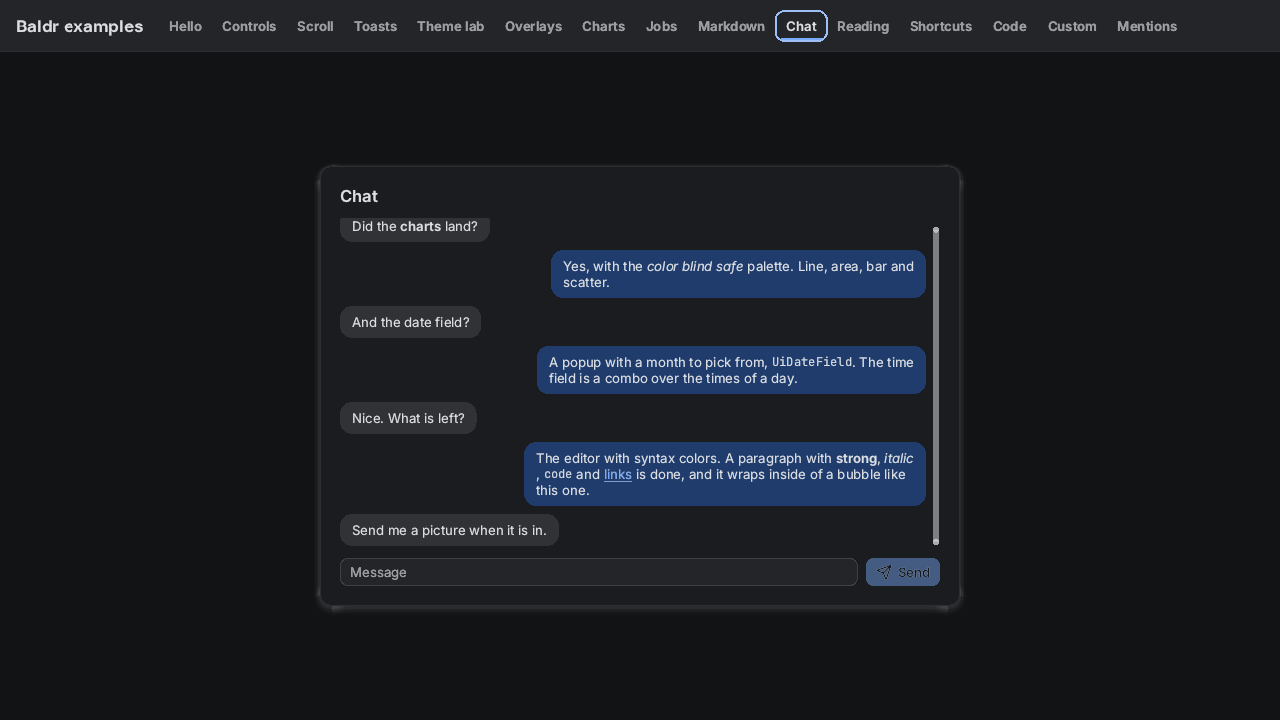 Baldr examples Hello Controls Scroll Toasts Theme lab Overlays Charts Jobs Markdown Chat Reading Shortcuts Code Custom Mentions
Chat
Did the charts land?
Yes, with the color blind safe palette. Line, area, bar and
scatter.
And the date field?
A popup with a month to pick from, UiDateField. The time
field is a combo over the times of a day.
Nice. What is left?
The editor with syntax colors. A paragraph with strong, italic
, code and links is done, and it wraps inside of a bubble like
this one.
Send me a picture when it is in.
Message Send